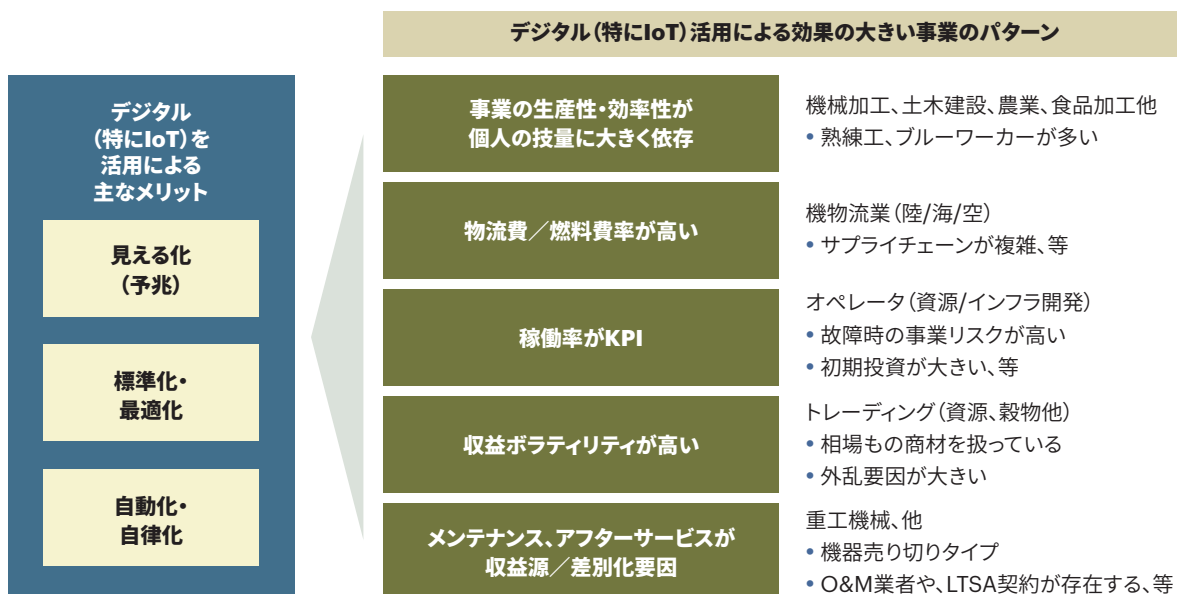 デジタル（特にIoT）活用による効果の大きい事業のパターン
デジタル
（特にIoT）を
活用による
主なメリット
見える化
（予兆）
標準化・
最適化
自動化・
自律化
事業の生産性・効率性が
個人の技量に大きく依存
機械加工、土木建設、農業、食品加工他
• 熟練工、ブルーワーカーが多い
物流費／燃料費率が高い
機物流業（陸/海/空）
• サプライチェーンが複雑、等
稼働率がKPI
オペレータ（資源/インフラ開発）
• 故障時の事業リスクが高い
• 初期投資が大きい、等
収益ボラティリティが高い
トレーディング（資源、穀物他）
• 相場もの商材を扱っている
• 外乱要因が大きい
メンテナンス、アフターサービスが
収益源／差別化要因
重工機械、他
• 機器売り切りタイプ
• O&M業者や、LTSA契約が存在する、等